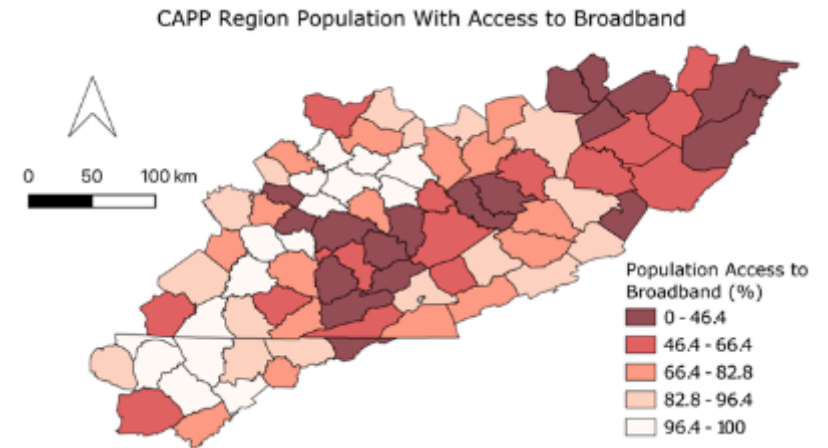 CAPP Region Population With Access to Broadband
0 50 100 km
Population Access to
Broadband (%)
0 - 46.4
46.4 - 66.4
66.4 - 82.8
82.8 - 96.4
96.4 - 100